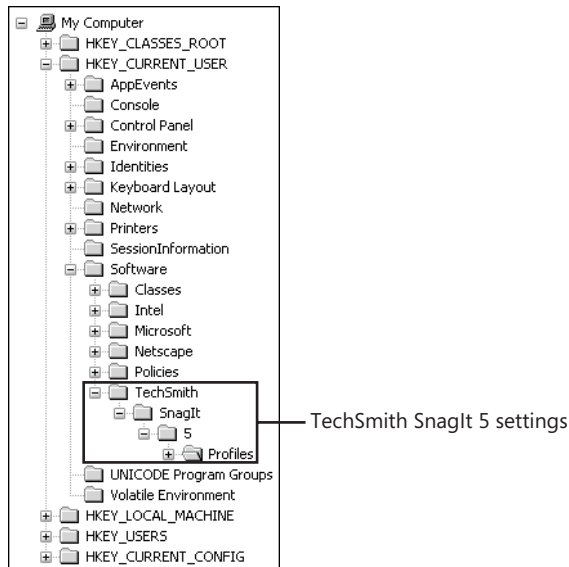 My Computer
HKEY_CLASSES_ROOT
HKEY_CURRENT_USER
AppEvents
Console
Control Panel
Environment
Identities
Keyboard Layout
Network
Printers
SessionInformation
Software
Classes
Intel
Microsoft
Netscape
Policies
TechSmith
SnagIt
5
Profiles
TechSmith SnagIt 5 settings
UNICODE Program Groups
Volatile Environment
HKEY_LOCAL_MACHINE
HKEY_USERS
HKEY_CURRENT_CONFIG